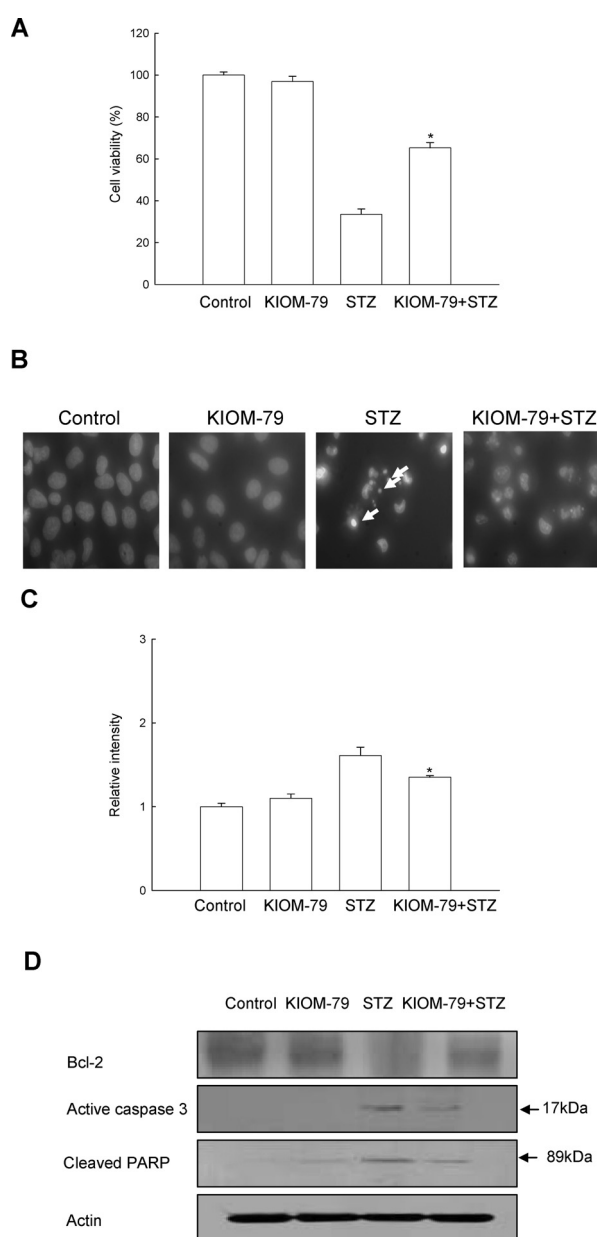 A
120
100
80
60
40
20
0
Cell viability (%)
*
Control KIOM-79 STZ KIOM-79+STZ
B
Control KIOM-79 STZ KIOM-79+STZ
C
3
2
1
0
Relative intensity
*
Control KIOM-79 STZ KIOM-79+STZ
D
Control KIOM-79 STZ KIOM-79+STZ
Bcl-2
Active caspase 3 17kDa
Cleaved PARP 89kDa
Actin